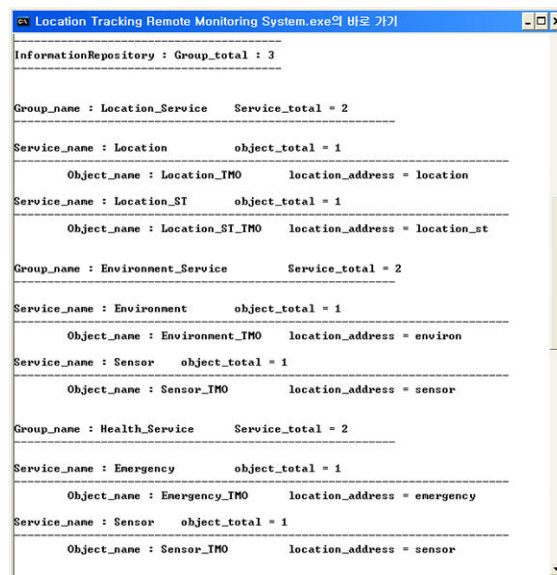 Location Tracking Remote Monitoring System.exe의 바로 가기
InformationRepository : Group_total : 3
Group_name : Location_Service Service_total = 2
Service_name : Location object_total = 1
Object_name : Location_TMO location_address = location
Service_name : Location_ST object_total = 1
Object_name : Location_ST_TMO location_address = location_st
Group_name : Environment_Service Service_total = 2
Service_name : Environment object_total = 1
Object_name : Environment_TMO location_address = environ
Service_name : Sensor object_total = 1
Object_name : Sensor_TMO location_address = sensor
Group_name : Health_Service Service_total = 2
Service_name : Emergency object_total = 1
Object_name : Emergency_TMO location_address = emergency
Service_name : Sensor object_total = 1
Object_name : Sensor_TMO location_address = sensor